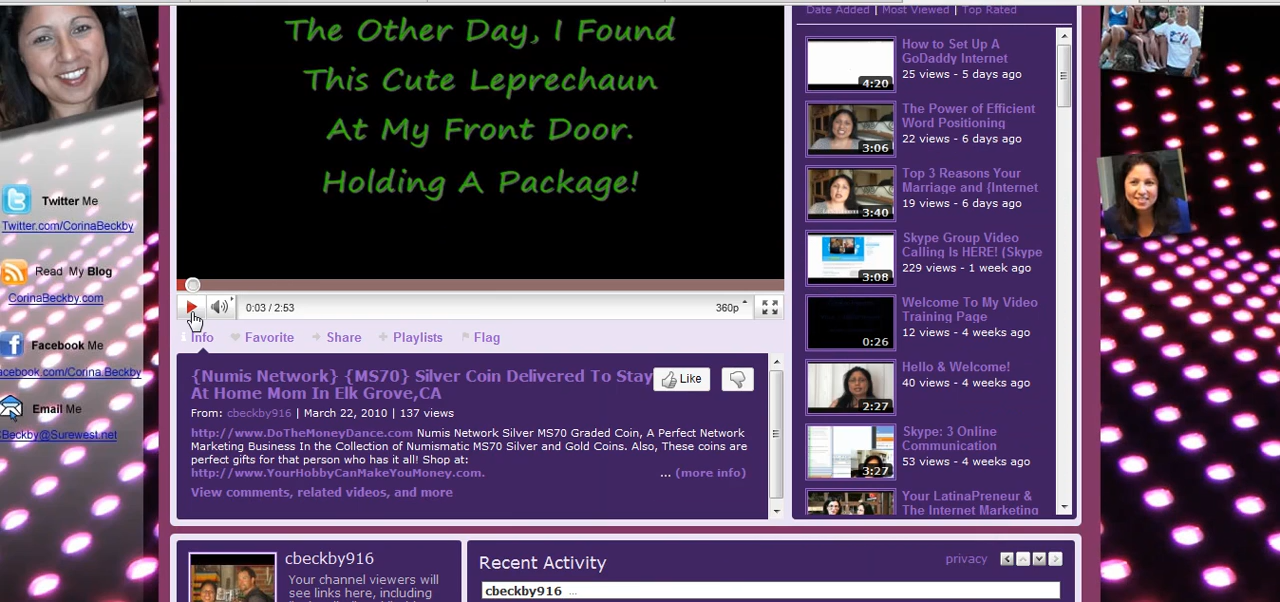 The Other Day, I Found
This Cute Leprechaun
At My Front Door.
Holding A Package!
0:03 / 2:53
360p
Info
Favorite
Share
Playlists
Flag
{Numis Network} {MS70} Silver Coin Delivered To Stay
At Home Mom In Elk Grove,CA
Like
From: cbeckby916 | March 22, 2010 | 137 views
http://www.DoTheMoneyDance.com Numis Network Silver MS70 Graded Coin, A Perfect Network
Marketing Business In the Collection of Numismatic MS70 Silver and Gold Coins. Also, These coins are
perfect gifts for that person who has it all! Shop at:
http://www.YourHobbyCanMakeYouMoney.com.
... (more info)
View comments, related videos, and more
Date Added | Most Viewed | Top Rated
4:20
How to Set Up A
GoDaddy Internet
25 views - 5 days ago
3:06
The Power of Efficient
Word Positioning
22 views - 6 days ago
3:40
Top 3 Reasons Your
Marriage and {Internet
19 views - 6 days ago
3:08
Skype Group Video
Calling Is HERE! (Skype
229 views - 1 week ago
0:26
Welcome To My Video
Training Page
12 views - 4 weeks ago
2:27
Hello & Welcome!
40 views - 4 weeks ago
3:27
Skype: 3 Online
Communication
53 views - 4 weeks ago
Your LatinaPreneur &
The Internet Marketing
Twitter Me
Twitter.com/CorinaBeckby
Read My Blog
CorinaBeckby.com
Facebook Me
acebook.com/Corina.Beckby
Email Me
CBeckby@Surewest.net
cbeckby916
Your channel viewers will
see links here, including
Recent Activity
privacy
cbeckby916 ...